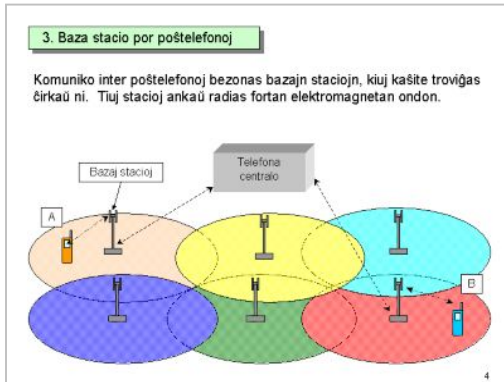 3. Baza stacio por poŝtelefonoj
Komuniko inter poŝtelefonoj bezonas bazajn staciojn, kiuj kaŝite troviĝas
ĉirkaŭ ni. Tiuj stacioj ankaŭ radias fortan elektromagnetan ondon.
Telefona
centralo
Bazaj stacioj
A
B
4